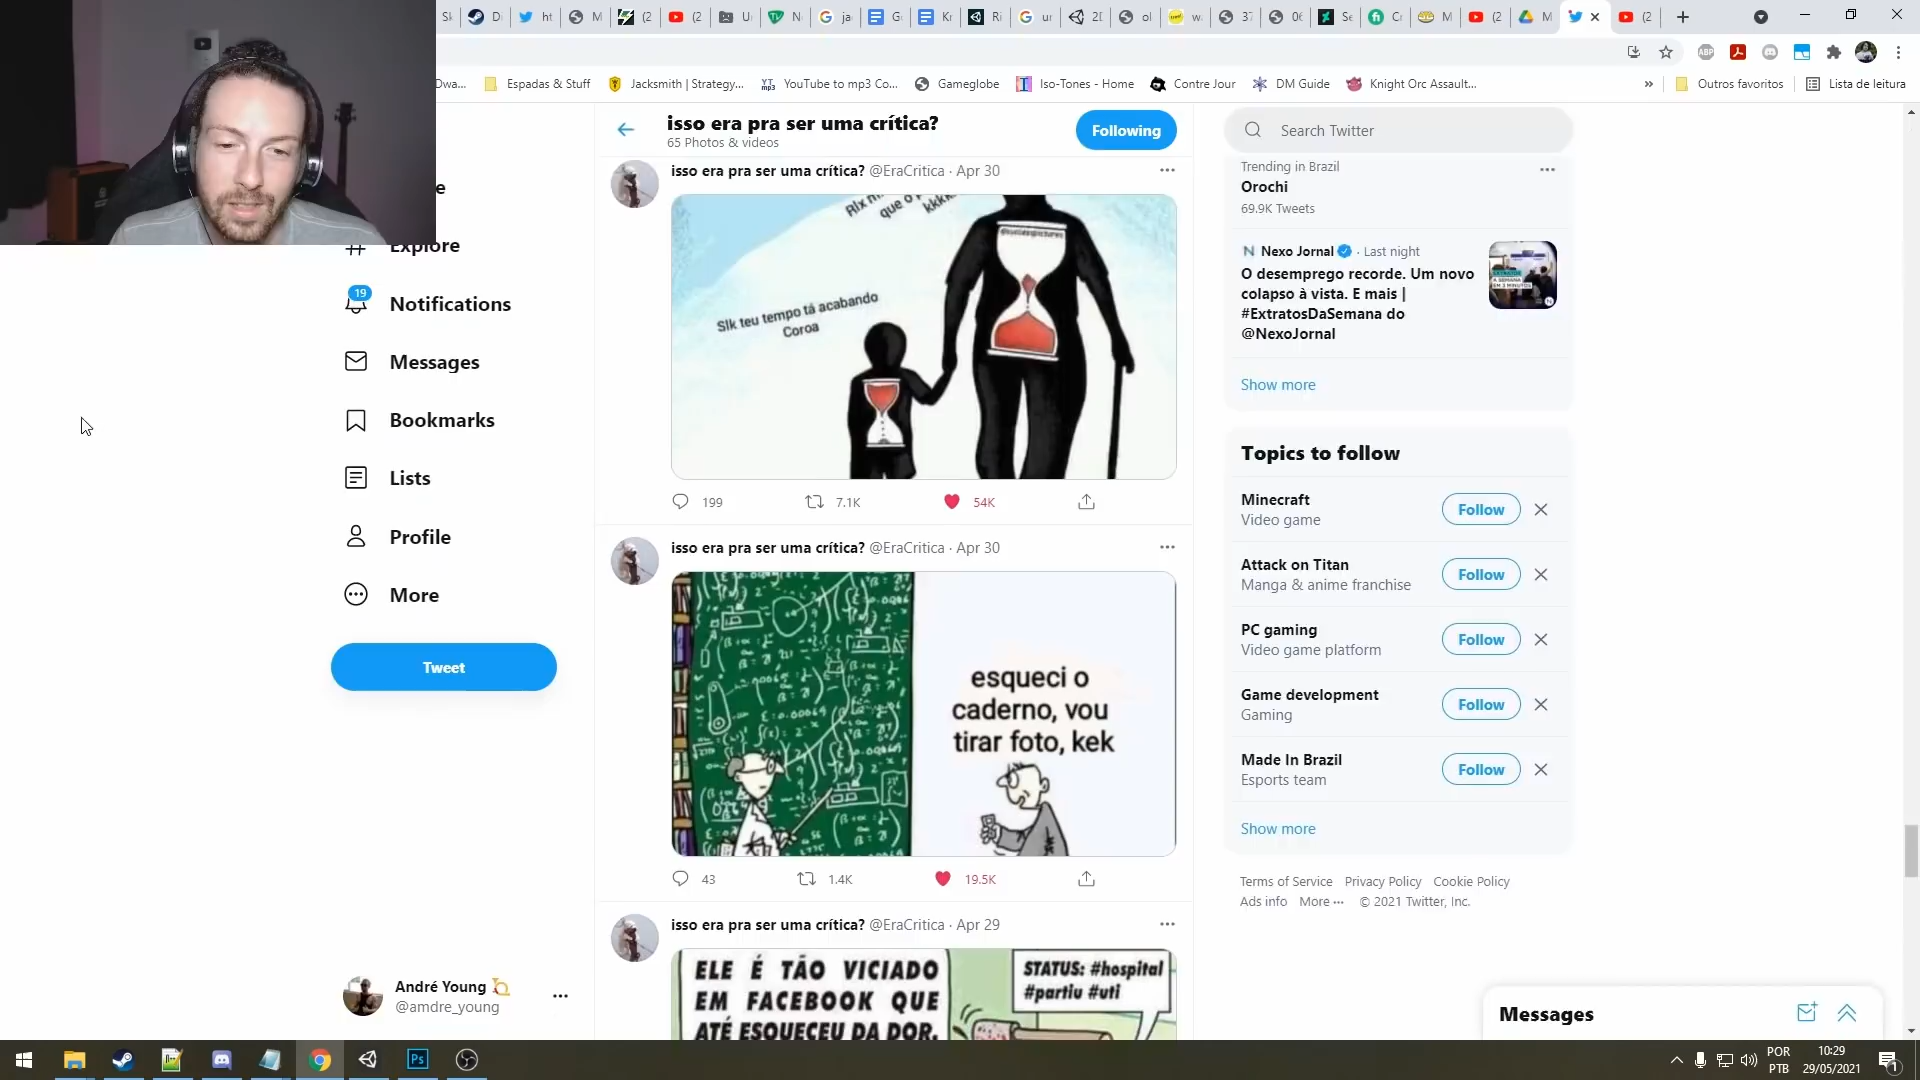 Dwa...
Espadas & Stuff
Jacksmith | Strategy...
YouTube to mp3 Co...
Gameglobe
Iso-Tones - Home
Contre Jour
DM Guide
Knight Orc Assault...
»
Outros favoritos
Lista de leitura
isso era pra ser uma crítica?
65 Photos & videos
Following
Search Twitter
Explore
19
Notifications
Messages
Bookmarks
Lists
Profile
More
Tweet
André Young
@amdre_young
isso era pra ser uma crítica? @EraCritica · Apr 30
que o
kkkk
Slk teu tempo tá acabando
Coroa
199
7.1K
54K
isso era pra ser uma crítica? @EraCritica · Apr 30
esqueci o
caderno, vou
tirar foto, kek
43
1.4K
19.5K
isso era pra ser uma crítica? @EraCritica · Apr 29
ELE É TÃO VICIADO
EM FACEBOOK QUE
ATÉ ESQUECEU DA DOR.
STATUS: #hospital
#partiu #uti
Trending in Brazil
Orochi
69.9K Tweets
Nexo Jornal · Last night
O desemprego recorde. Um novo
colapso à vista. E mais |
#ExtratosDaSemana do
@NexoJornal
Show more
Topics to follow
Minecraft
Video game
Follow
Attack on Titan
Manga & anime franchise
Follow
PC gaming
Video game platform
Follow
Game development
Gaming
Follow
Made In Brazil
Esports team
Follow
Show more
Terms of Service Privacy Policy Cookie Policy
Ads info More ··· © 2021 Twitter, Inc.
Messages
POR
PTB
10:29
29/05/2021
1